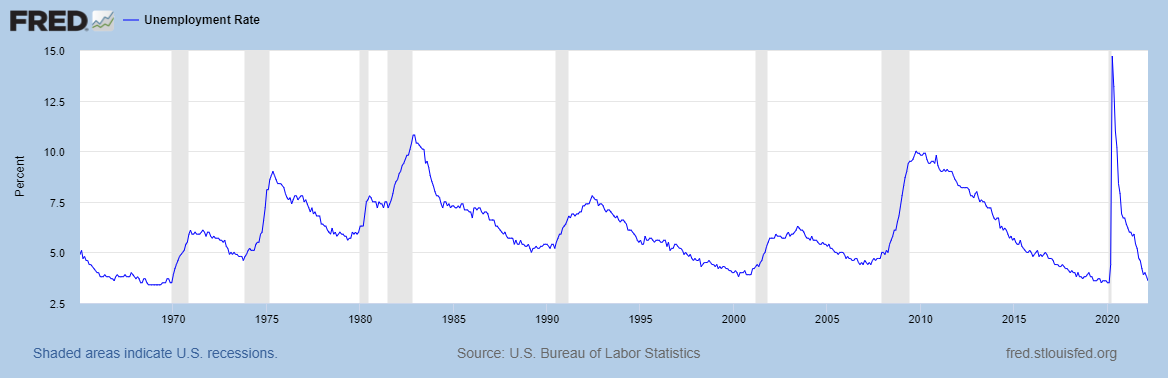 FRED
Unemployment Rate
15.0
12.5
10.0
7.5
5.0
2.5
Percent
1970 1975 1980 1985 1990 1995 2000 2005 2010 2015 2020
Shaded areas indicate U.S. recessions. Source: U.S. Bureau of Labor Statistics fred.stlouisfed.org